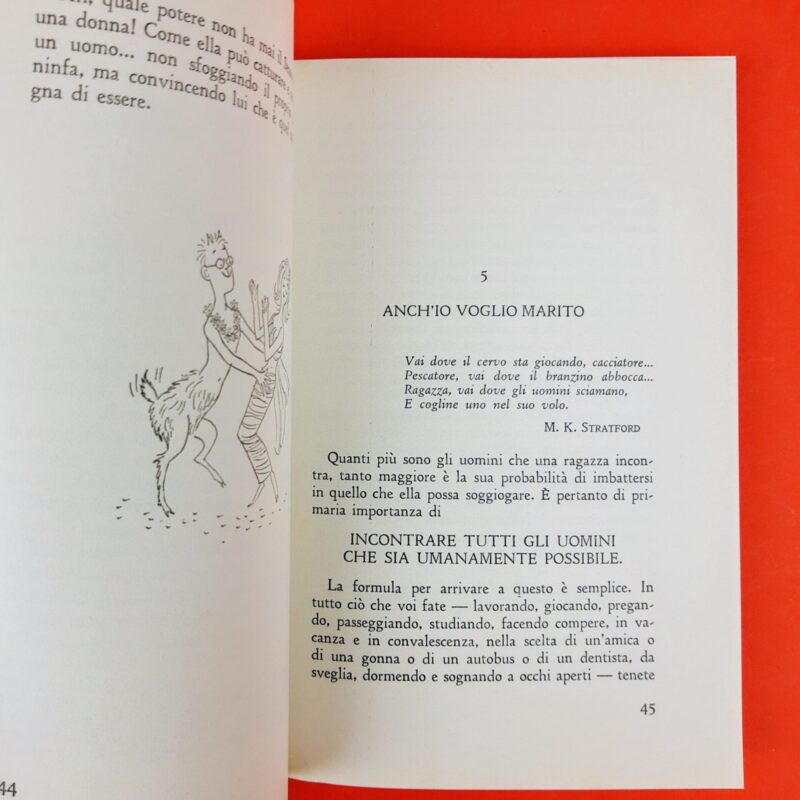 quale potere non ha mai il
una donna! Come ella può catturare
un uomo... non sfoggiando il proprio
ninfa, ma convincendo lui che è quel
gna di essere.
44
5
ANCH'IO VOGLIO MARITO
Vai dove il cervo sta giocando, cacciatore...
Pescatore, vai dove il branzino abbocca...
Ragazza, vai dove gli uomini sciamano,
E cogline uno nel suo volo.
M. K. STRATFORD
Quanti più sono gli uomini che una ragazza incon-
tra, tanto maggiore è la sua probabilità di imbattersi
in quello che ella possa soggiogare. È pertanto di pri-
maria importanza di
INCONTRARE TUTTI GLI UOMINI
CHE SIA UMANAMENTE POSSIBILE.
La formula per arrivare a questo è semplice. In
tutto ciò che voi fate — lavorando, giocando, pregan-
do, passeggiando, studiando, facendo compere, in va-
canza e in convalescenza, nella scelta di un'amica o
di una gonna o di un autobus o di un dentista, da
sveglia, dormendo e sognando a occhi aperti — tenete
45